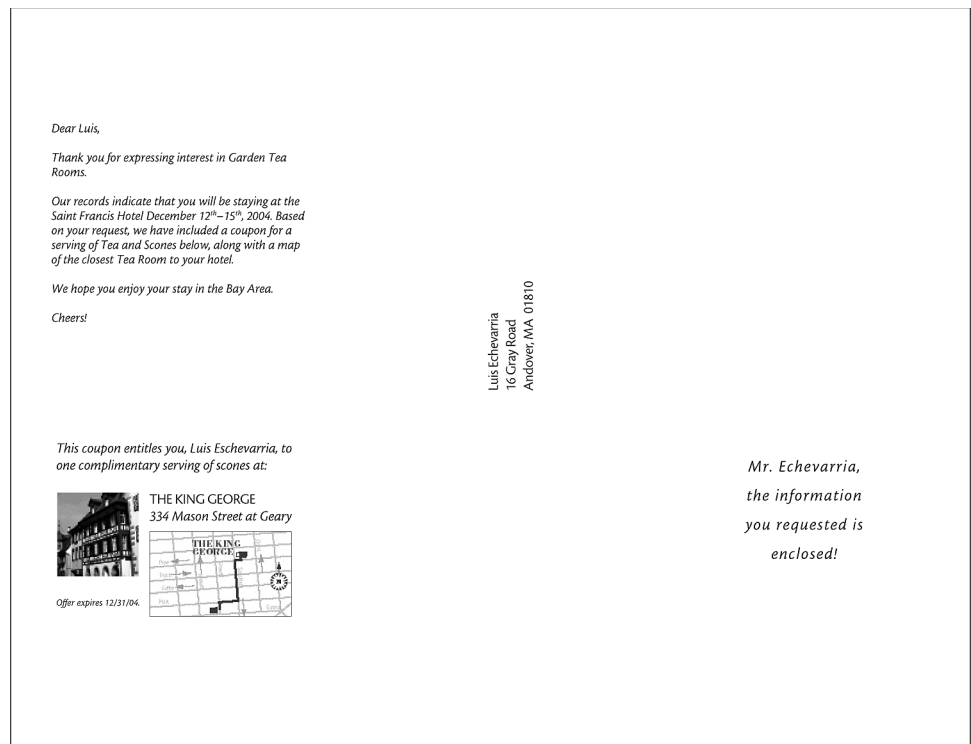 Dear Luis,
Thank you for expressing interest in Garden Tea
Rooms.
Our records indicate that you will be staying at the
Saint Francis Hotel December 12th–15th, 2004. Based
on your request, we have included a coupon for a
serving of Tea and Scones below, along with a map
of the closest Tea Room to your hotel.
We hope you enjoy your stay in the Bay Area.
Cheers!
This coupon entitles you, Luis Eschevarria, to
one complimentary serving of scones at:
THE KING GEORGE
334 Mason Street at Geary
THE KING
GEORGE
Post
Geary
Offer expires 12/31/04.
Luis Echevarria
16 Gray Road
Andover, MA 01810
Mr. Echevarria,
the information
you requested is
enclosed!